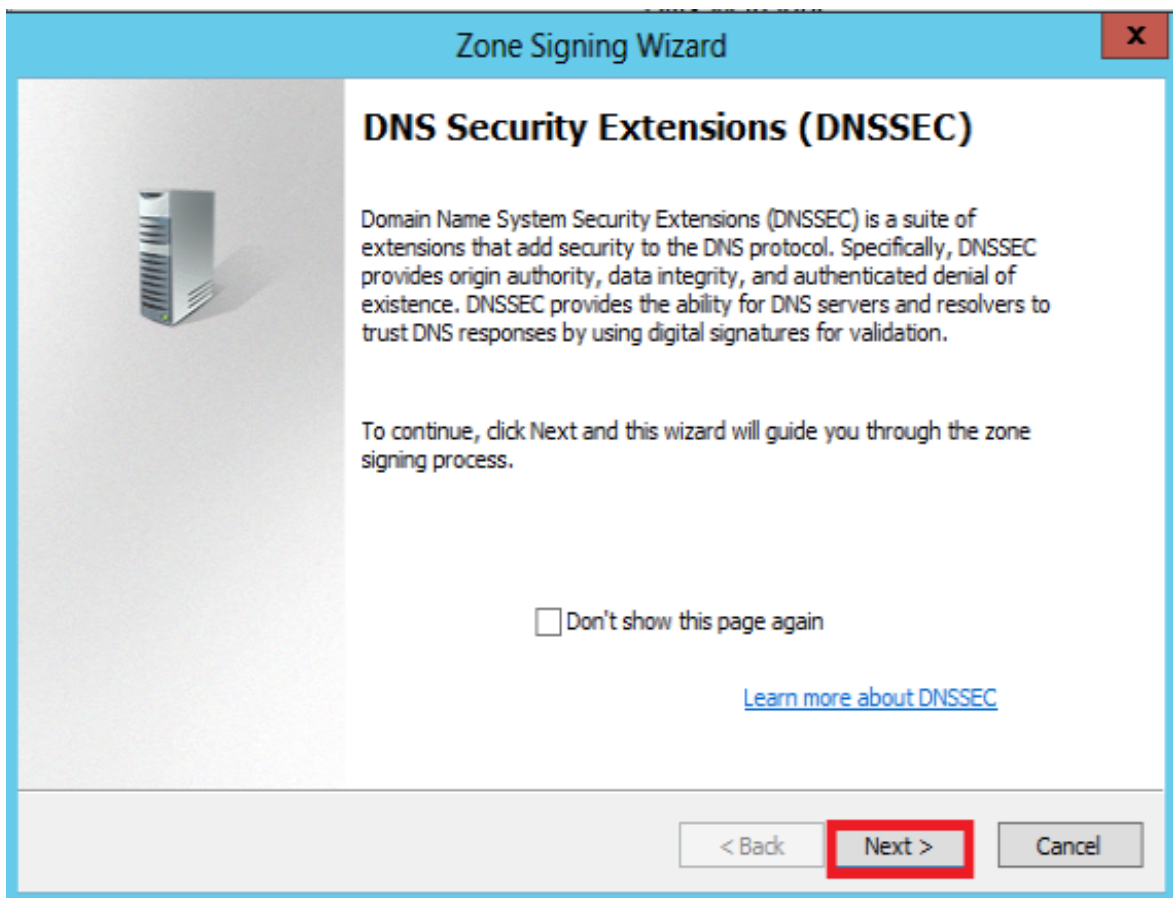 Zone Signing Wizard
x
DNS Security Extensions (DNSSEC)
Domain Name System Security Extensions (DNSSEC) is a suite of
extensions that add security to the DNS protocol. Specifically, DNSSEC
provides origin authority, data integrity, and authenticated denial of
existence. DNSSEC provides the ability for DNS servers and resolvers to
trust DNS responses by using digital signatures for validation.
To continue, click Next and this wizard will guide you through the zone
signing process.
Don't show this page again
Learn more about DNSSEC
< Back Next > Cancel